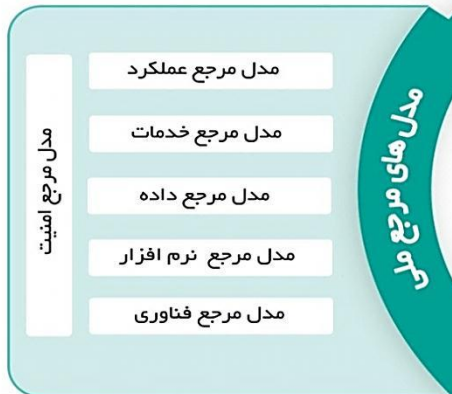 مدل‌های مرجع ملی
مدل مرجع عملکرد
مدل مرجع خدمات
مدل مرجع داده
مدل مرجع نرم افزار
مدل مرجع فناوری
مدل مرجع امنیت